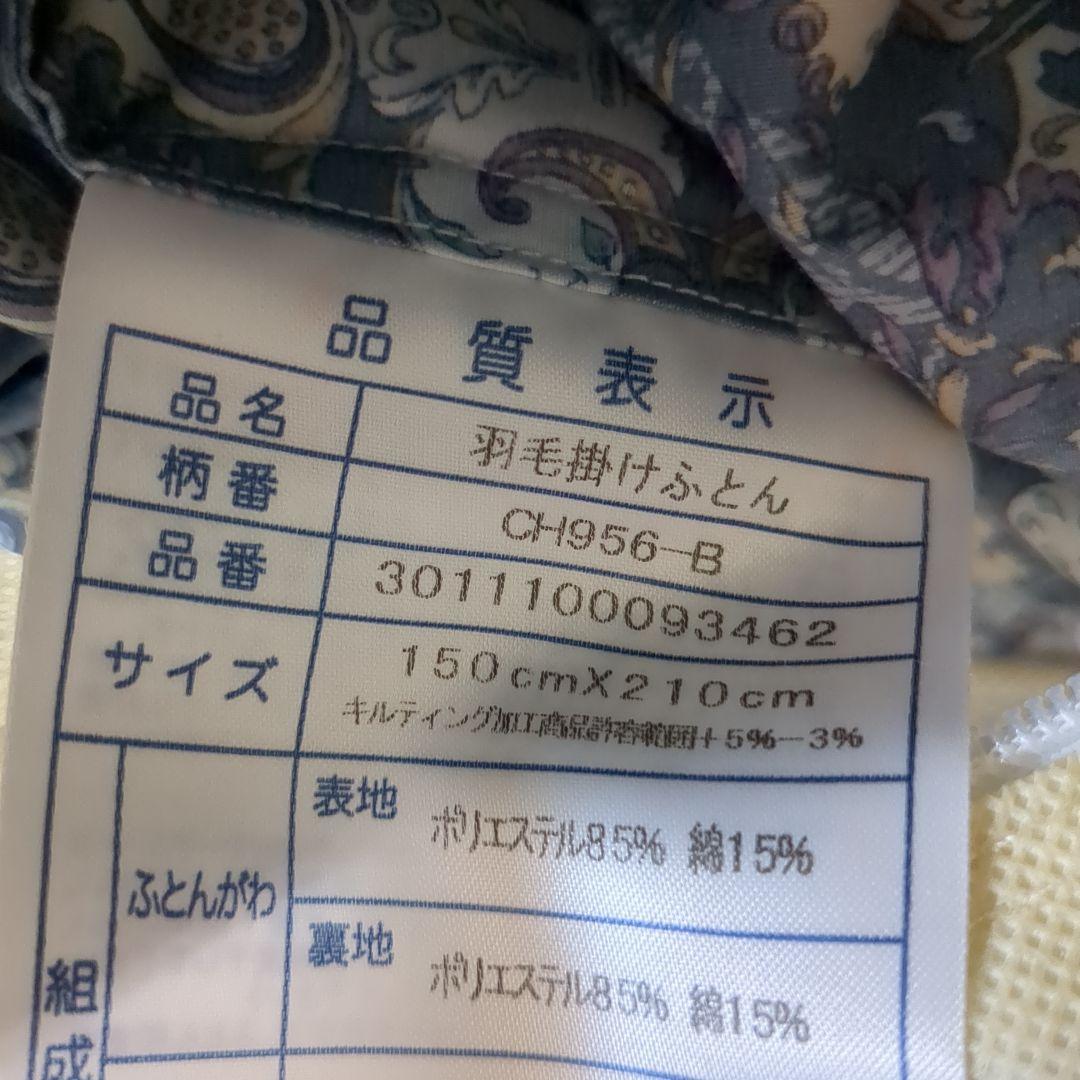 品質表示
品名 羽毛掛けふとん
柄番 CH956-B
品番 3011100093462
サイズ 150cmX210cm
キルティング加工商品許容範囲+5%-3%
組成
ふとんがわ
表地 ポリエステル85% 綿15%
裏地 ポリエステル85% 綿15%